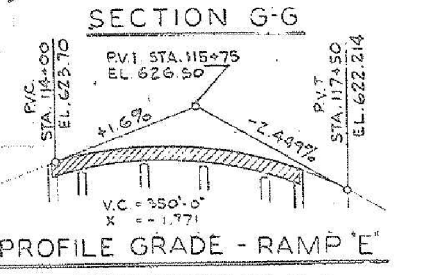 SECTION G-G
P.V.C.
STA. 114+00
EL. 623.70
P.V.I. STA. 115+75
EL. 626.50
+1.6%
-2.449%
P.V.T
STA. 117+50
EL. 622.214
V.C. = 350'-0"
X = -1.771
PROFILE GRADE - RAMP "E"